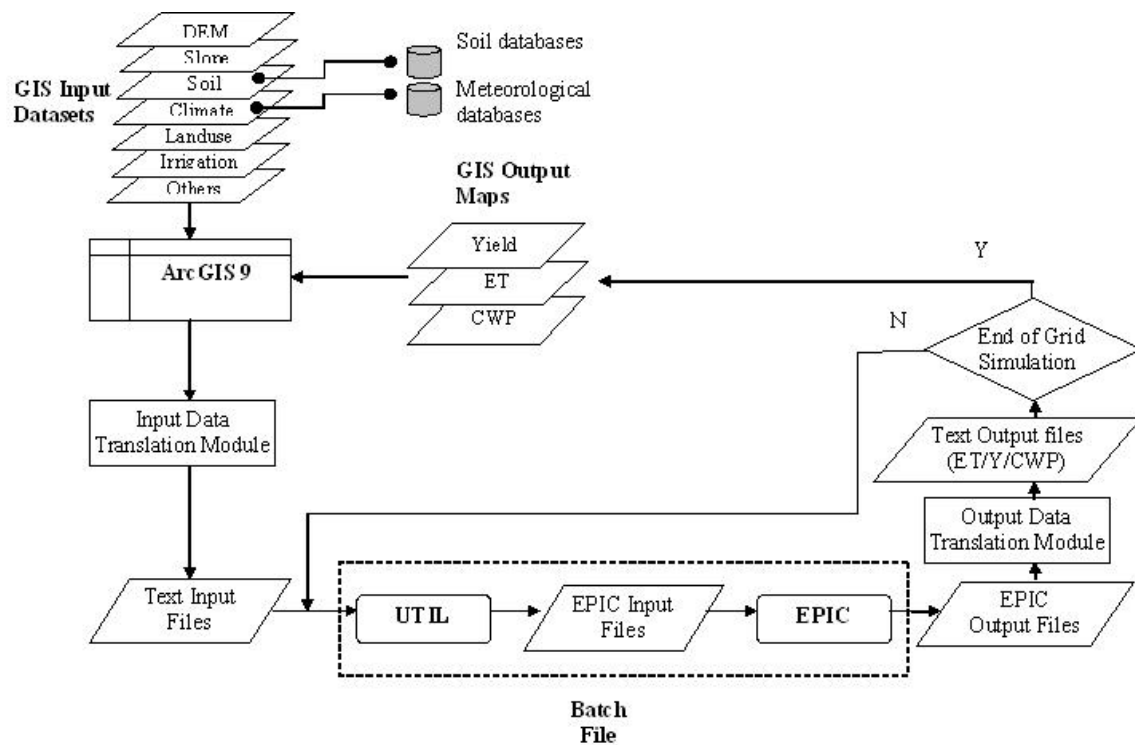 DEM
Slope
Soil
Climate
Landuse
Irrigation
Others
GIS Input
Datasets
Soil databases
Meteorological
databases
GIS Output
Maps
Yield
ET
CWP
ArcGIS 9
Y
N
End of Grid
Simulation
Input Data
Translation Module
Text Output files
(ET/Y/CWP)
Output Data
Translation Module
Text Input
Files
UTIL
EPIC Input
Files
EPIC
EPIC
Output Files
Batch
File